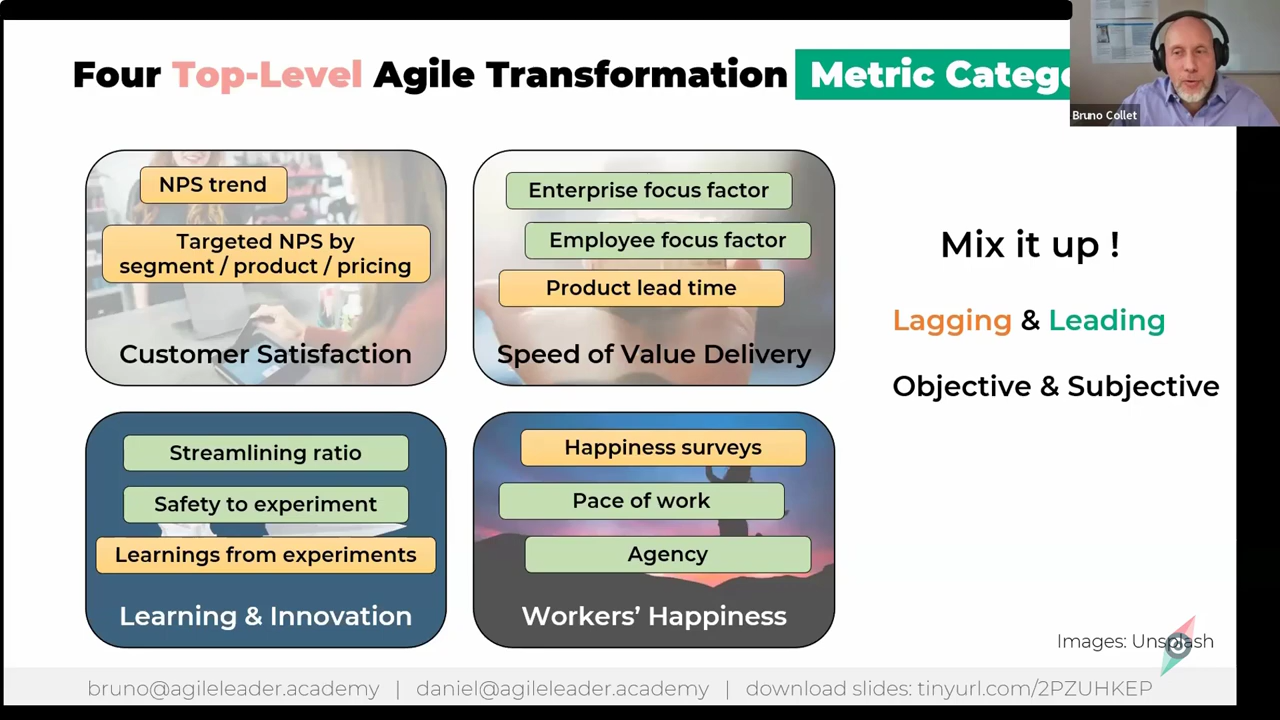 Four Top-Level Agile Transformation Metric Catego
Bruno Collet
NPS trend
Targeted NPS by
segment / product / pricing
Customer Satisfaction
Enterprise focus factor
Employee focus factor
Product lead time
Speed of Value Delivery
Mix it up !
Lagging & Leading
Objective & Subjective
Streamlining ratio
Safety to experiment
Learnings from experiments
Learning & Innovation
Happiness surveys
Pace of work
Agency
Workers’ Happiness
Images: Unsplash
bruno@agileleader.academy | daniel@agileleader.academy | download slides: tinyurl.com/2PZUHKEP